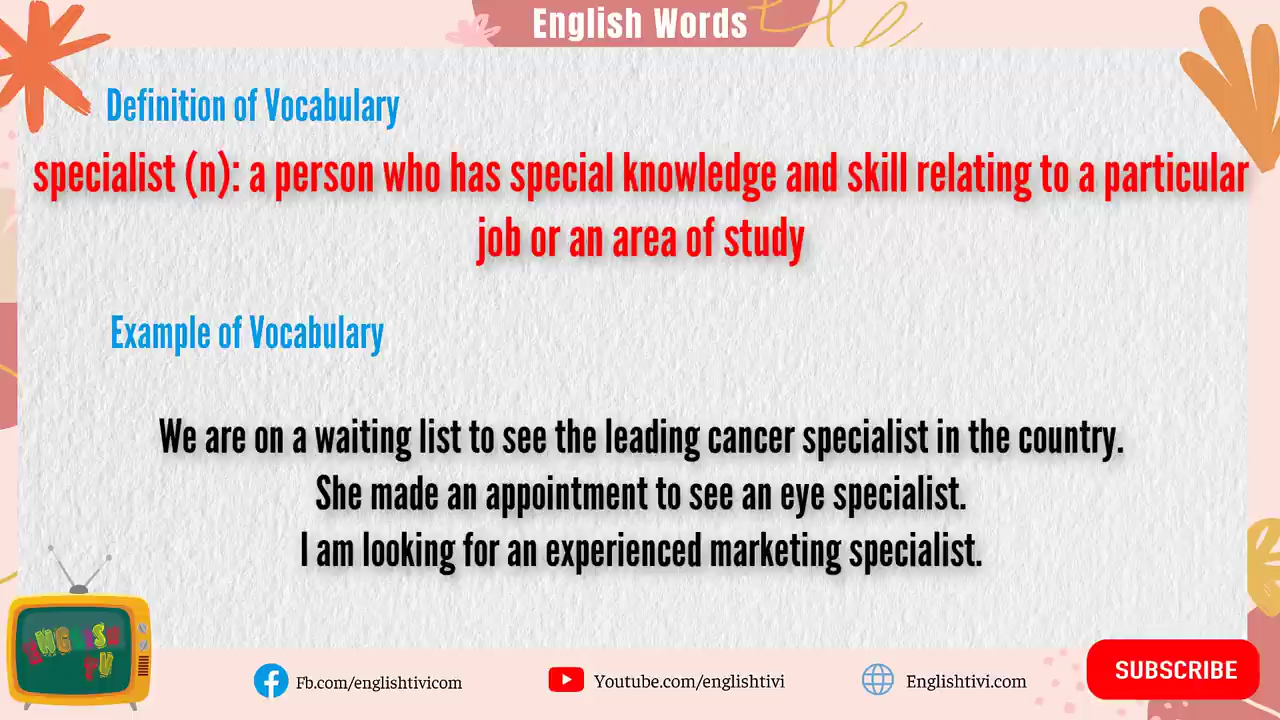 English Words
Definition of Vocabulary
specialist (n): a person who has special knowledge and skill relating to a particular
job or an area of study
Example of Vocabulary
We are on a waiting list to see the leading cancer specialist in the country.
She made an appointment to see an eye specialist.
I am looking for an experienced marketing specialist.
ENGLISH
TV
Fb.com/englishtivicom
Youtube.com/englishtivi
Englishtivi.com
SUBSCRIBE